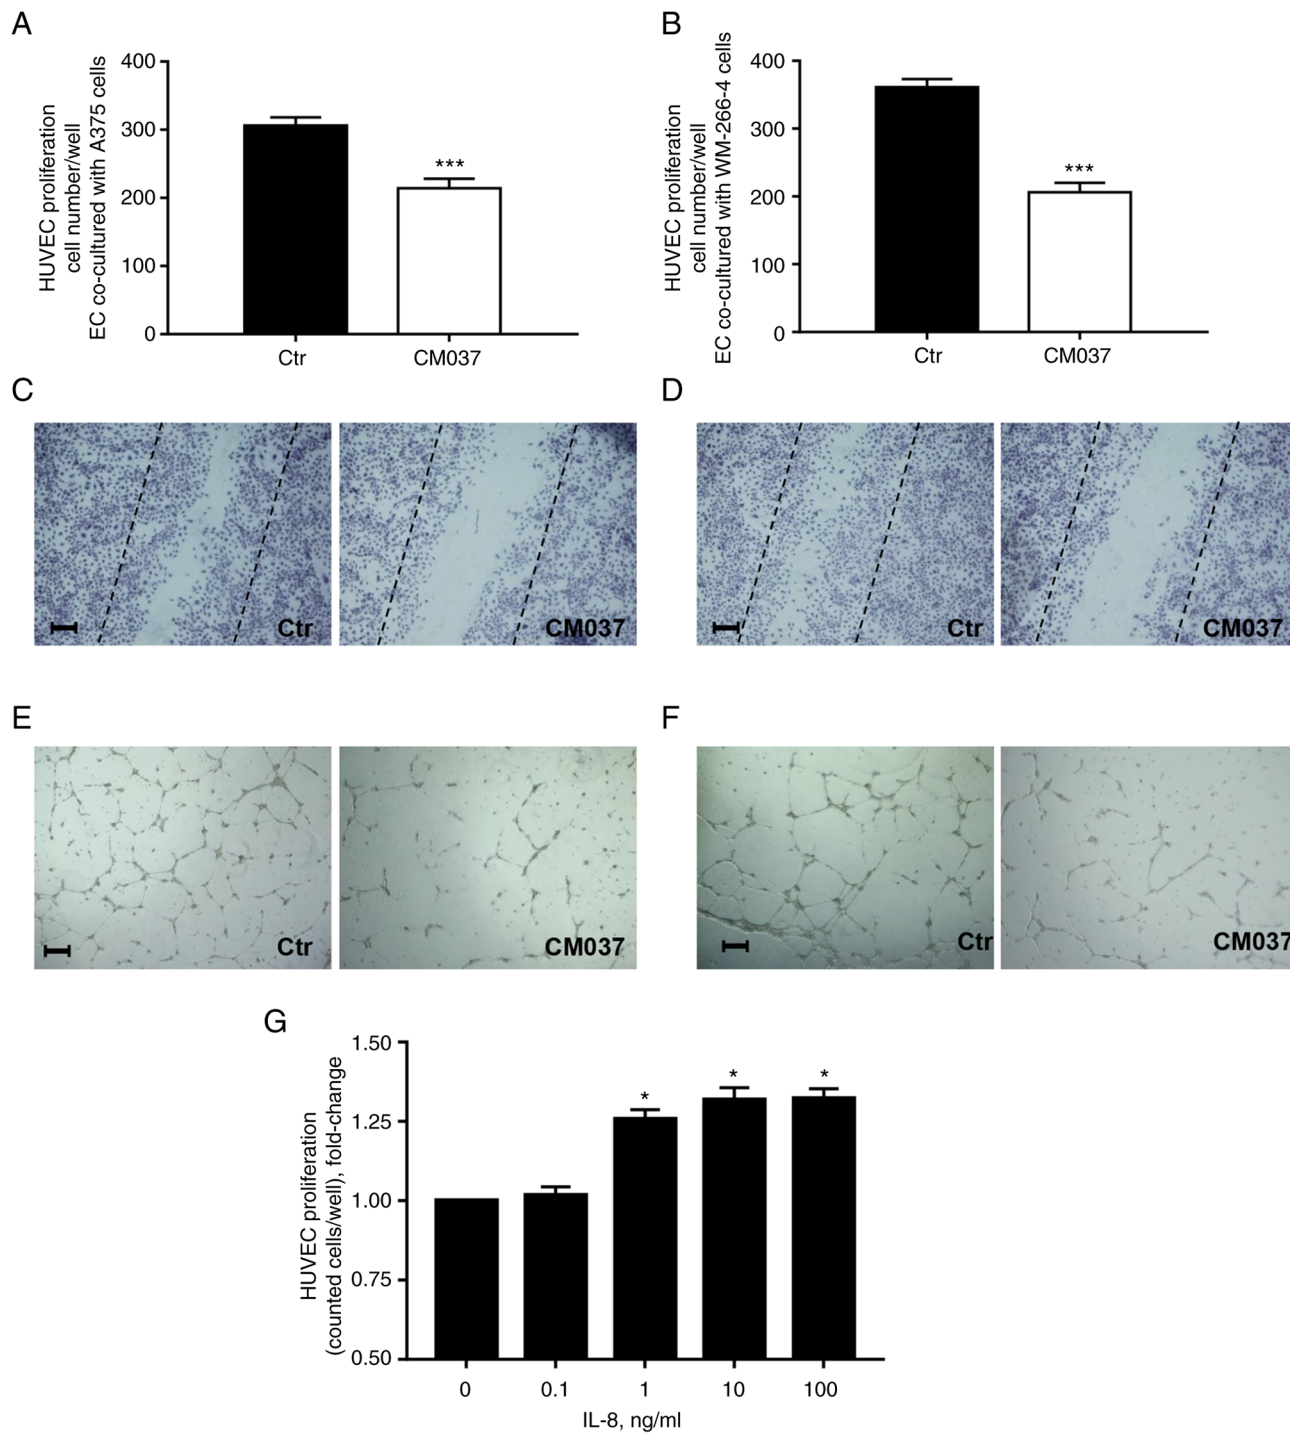 A
HUVEC proliferation
cell number/well
EC co-cultured with A375 cells
400
300
200
100
0
***
Ctr
CM037
B
HUVEC proliferation
cell number/well
EC co-cultured with WM-266-4 cells
400
300
200
100
0
***
Ctr
CM037
C
Ctr
CM037
D
Ctr
CM037
E
Ctr
CM037
F
Ctr
CM037
G
HUVEC proliferation
(counted cells/well), fold-change
1.50
1.25
1.00
0.75
0.50
*
*
*
0
0.1
1
10
100
IL-8, ng/ml